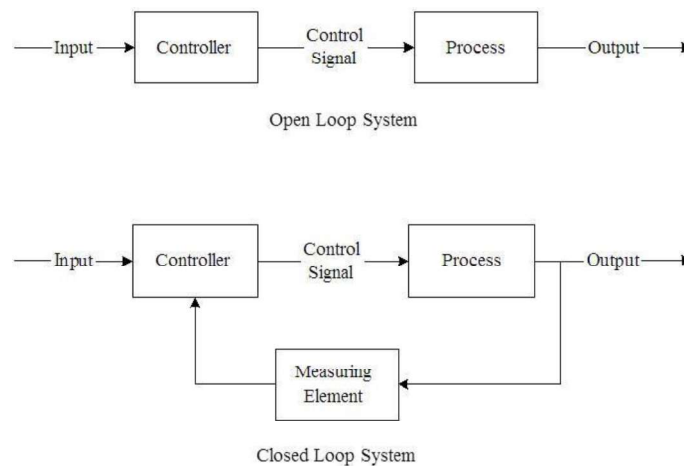 Input
Controller
Control
Signal
Process
Output
Open Loop System
Input
Controller
Control
Signal
Process
Output
Measuring
Element
Closed Loop System